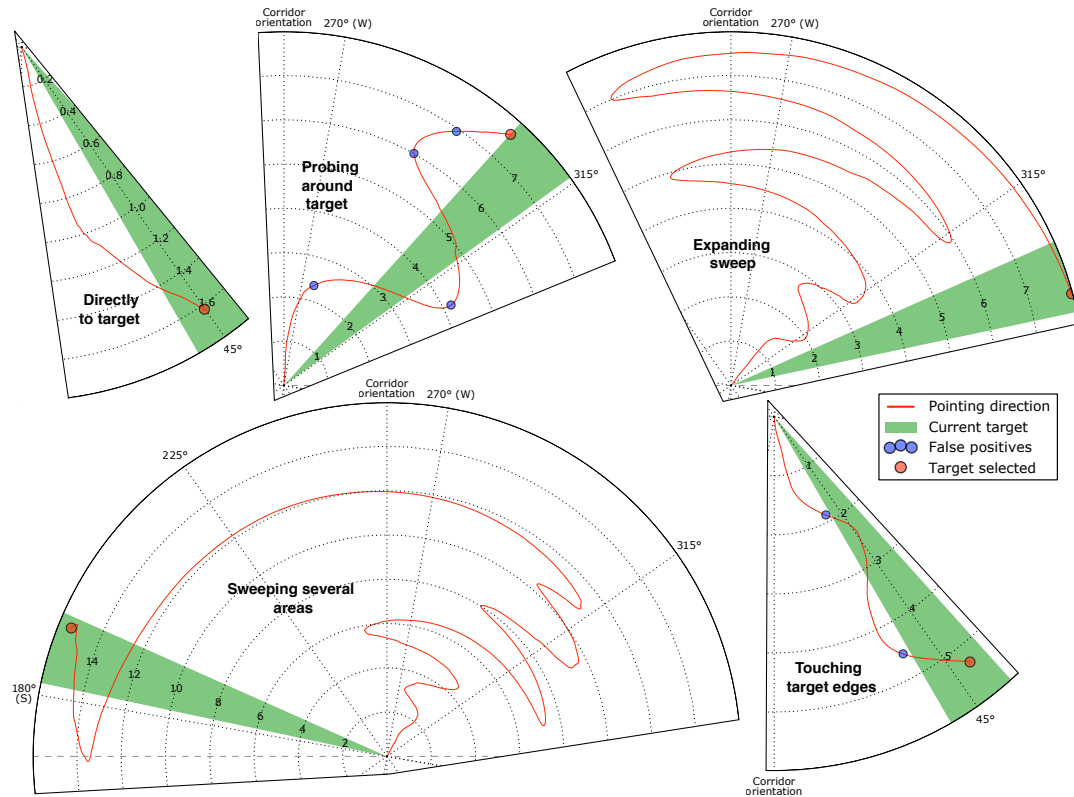 Corridor
orientation
270° (W)
Corridor
orientation
270° (W)
0.2
0.4
0.6
0.8
1.0
1.2
1.4
1.6
45°
Directly
to target
Probing
around
target
1
2
3
4
5
6
7
315°
Expanding
sweep
1
2
3
4
5
6
7
315°
Corridor
orientation
270° (W)
225°
315°
180°
(S)
Sweeping several
areas
14
12
10
8
6
4
2
Pointing direction
Current target
False positives
Target selected
1
2
3
4
5
45°
Touching
target edges
Corridor
orientation